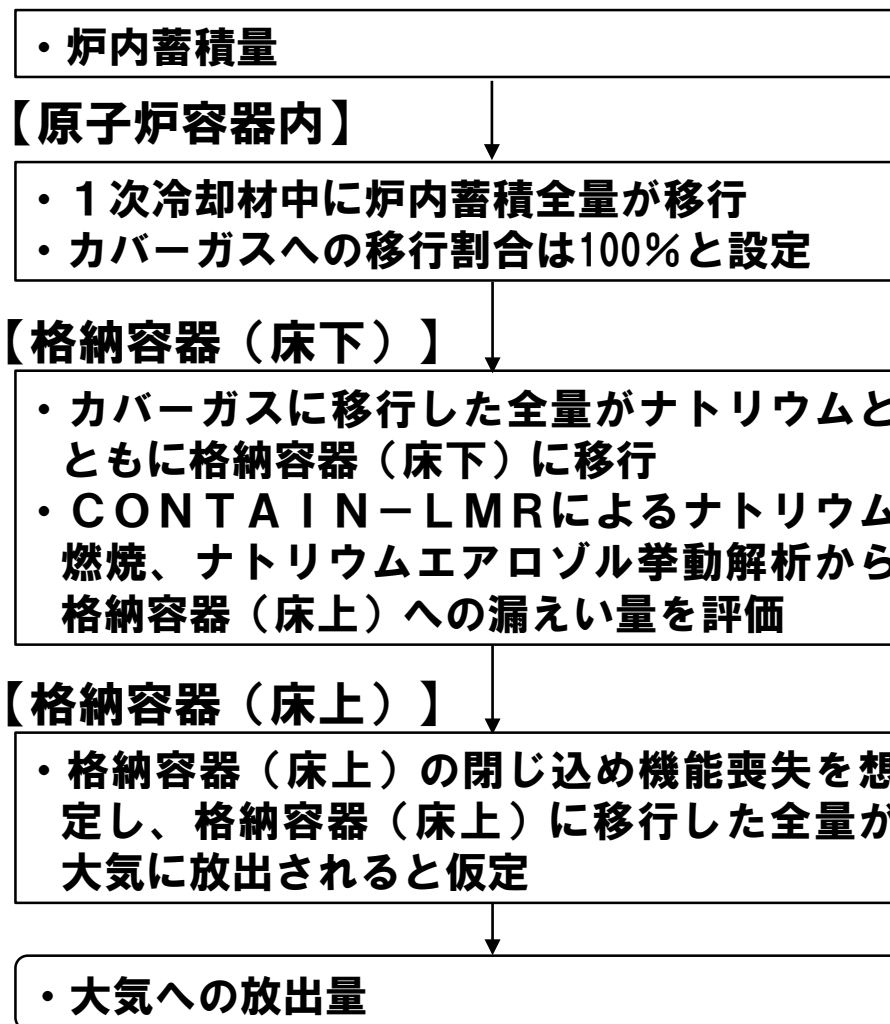 ・炉内蓄積量
【原子炉容器内】
・１次冷却材中に炉内蓄積全量が移行
・カバーガスへの移行割合は100％と設定
【格納容器（床下）】
・カバーガスに移行した全量がナトリウムと
ともに格納容器（床下）に移行
・ＣＯＮＴＡＩＮ－ＬＭＲによるナトリウム
燃焼、ナトリウムエアロゾル挙動解析から
格納容器（床上）への漏えい量を評価
【格納容器（床上）】
・格納容器（床上）の閉じ込め機能喪失を想
定し、格納容器（床上）に移行した全量が
大気に放出されると仮定
・大気への放出量